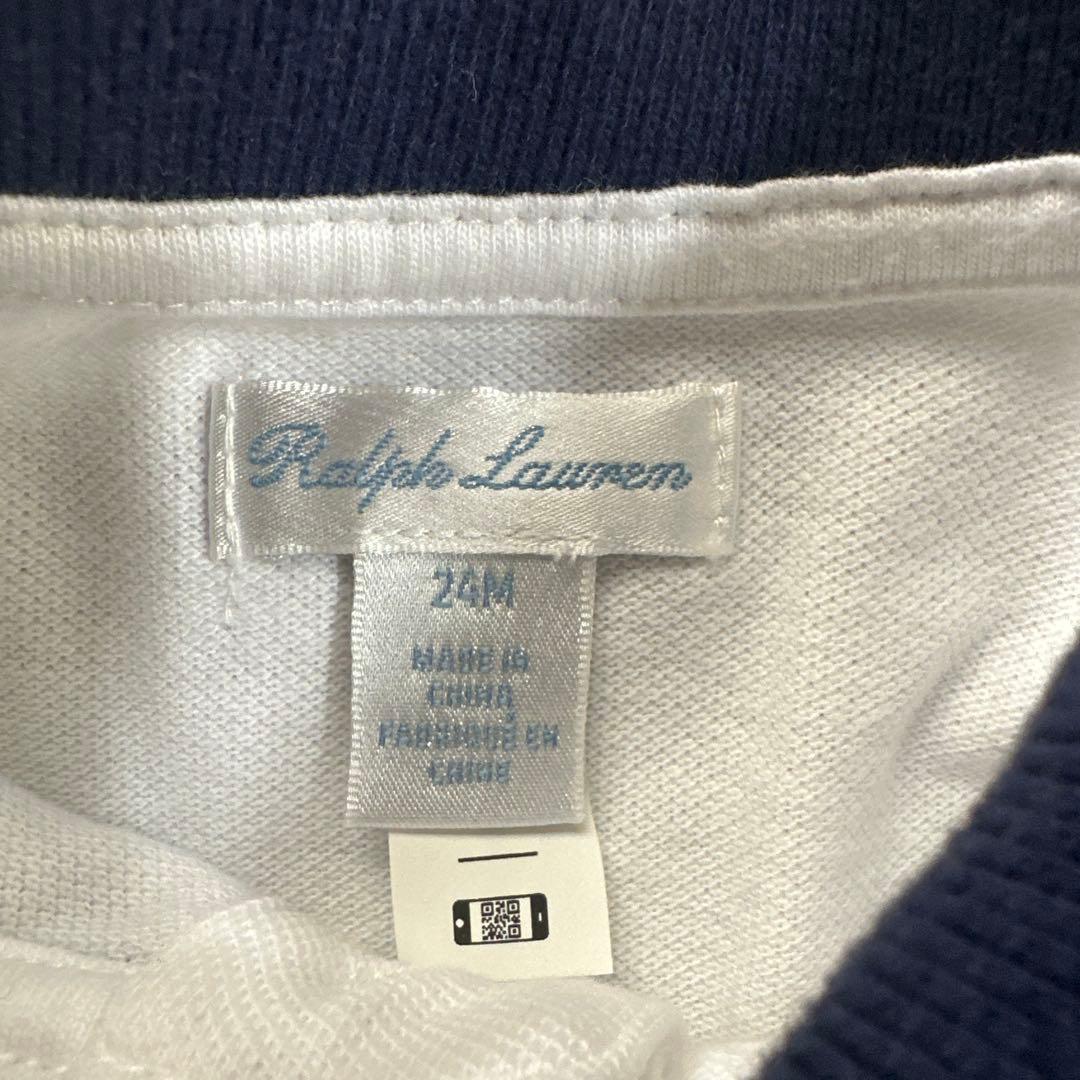 Ralph Lauren
24M
MADE IN
CHINA
FABRIQUÉ EN
CHINE